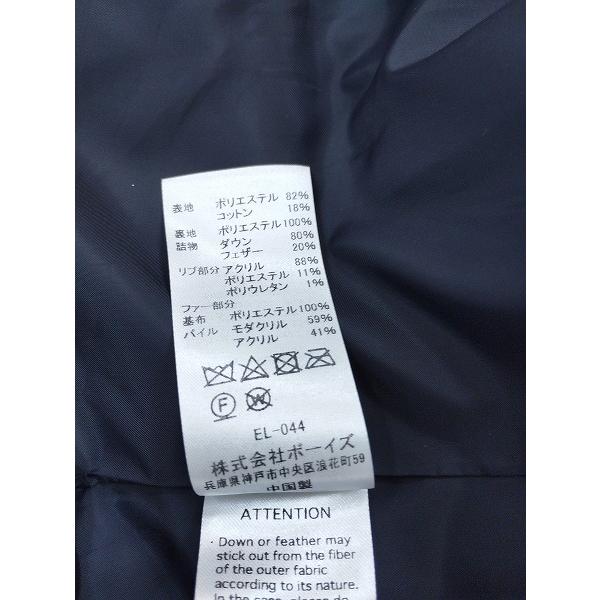 表地 ポリエステル 82%
コットン 18%
裏地 ポリエステル100%
詰物 ダウン 80%
フェザー 20%
リブ部分 アクリル 88%
ポリエステル 11%
ポリウレタン 1%
ファー部分
基布 ポリエステル100%
パイル モダクリル 59%
アクリル 41%
F W
EL-044
株式会社ボーイズ
兵庫県神戸市中央区浪花町59
中国製
ATTENTION
・Down or feather may
stick out from the fiber
of the outer fabric
according to its nature.
In the case, please do